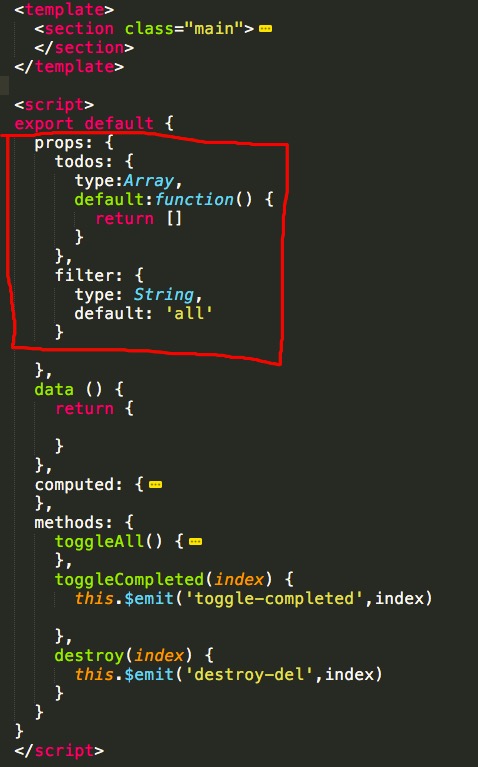 <template>
  <section class="main">
  </section>
</template>

<script>
export default {
  props: {
    todos: {
      type:Array,
      default:function() {
        return []
      }
    },
    filter: {
      type: String,
      default: 'all'
    }

  },
  data () {
    return {

    }
  },
  computed: {
  },
  methods: {
    toggleAll() {
    },
    toggleCompleted(index) {
      this.$emit('toggle-completed',index)

    },
    destroy(index) {
      this.$emit('destroy-del',index)
    }
  }
}
</script>